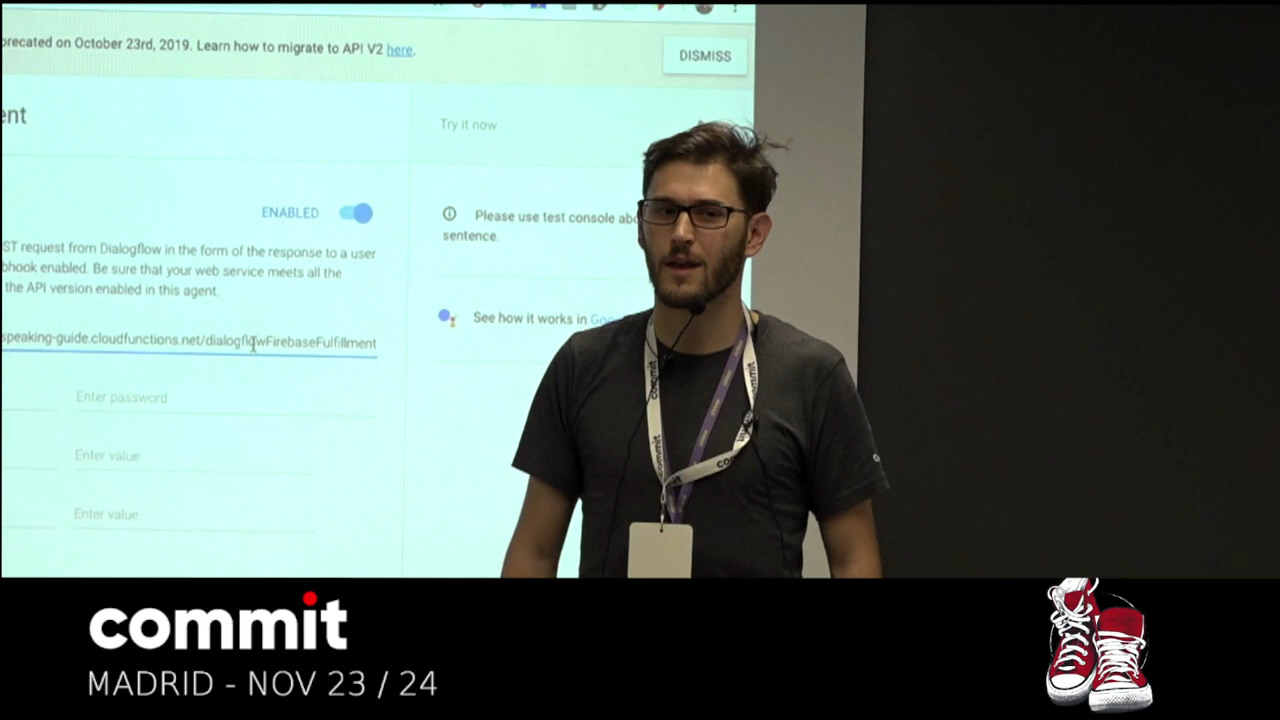 recated on October 23rd, 2019. Learn how to migrate to API V2 here.
DISMISS
ent
Try it now
ENABLED
Please use test console abo
sentence.
ST request from Dialogflow in the form of the response to a user
bhook enabled. Be sure that your web service meets all the
the API version enabled in this agent.
See how it works in Goo
speaking-guide.cloudfunctions.net/dialogflowFirebaseFulfillment
Enter password
Enter value
Enter value
commit
commit
commit
commit
MADRID - NOV 23 / 24